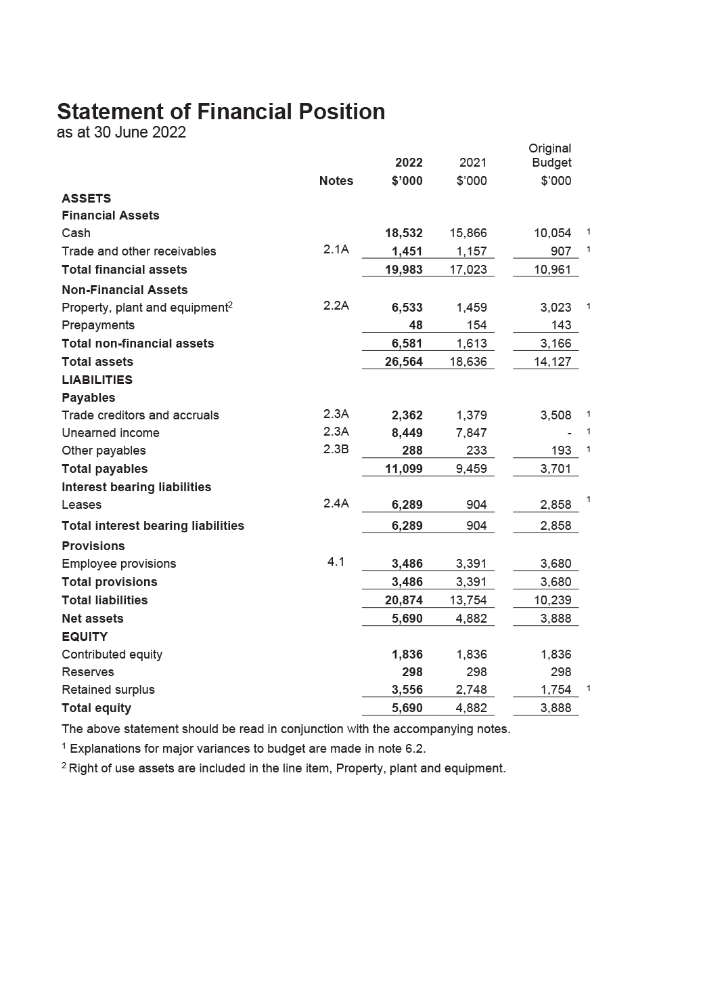 Statement of Financial Position
as at 30 June 2022
Original
2022 2021 Budget
Notes $’000 $’000 $’000
ASSETS
Financial Assets
Cash 18,532 15,866 10,054 1
Trade and other receivables 2.1A 1,451 1,157 907 1
Total financial assets 19,983 17,023 10,961
Non-Financial Assets
Property, plant and equipment2 2.2A 6,533 1,459 3,023 1
Prepayments 48 154 143
Total non-financial assets 6,581 1,613 3,166
Total assets 26,564 18,636 14,127
LIABILITIES
Payables
Trade creditors and accruals 2.3A 2,362 1,379 3,508 1
Unearned income 2.3A 8,449 7,847 - 1
Other payables 2.3B 288 233 193 1
Total payables 11,099 9,459 3,701
Interest bearing liabilities
Leases 2.4A 6,289 904 2,858 1
Total interest bearing liabilities 6,289 904 2,858
Provisions
Employee provisions 4.1 3,486 3,391 3,680
Total provisions 3,486 3,391 3,680
Total liabilities 20,874 13,754 10,239
Net assets 5,690 4,882 3,888
EQUITY
Contributed equity 1,836 1,836 1,836
Reserves 298 298 298
Retained surplus 3,556 2,748 1,754 1
Total equity 5,690 4,882 3,888
The above statement should be read in conjunction with the accompanying notes.
1 Explanations for major variances to budget are made in note 6.2.
2 Right of use assets are included in the line item, Property, plant and equipment.